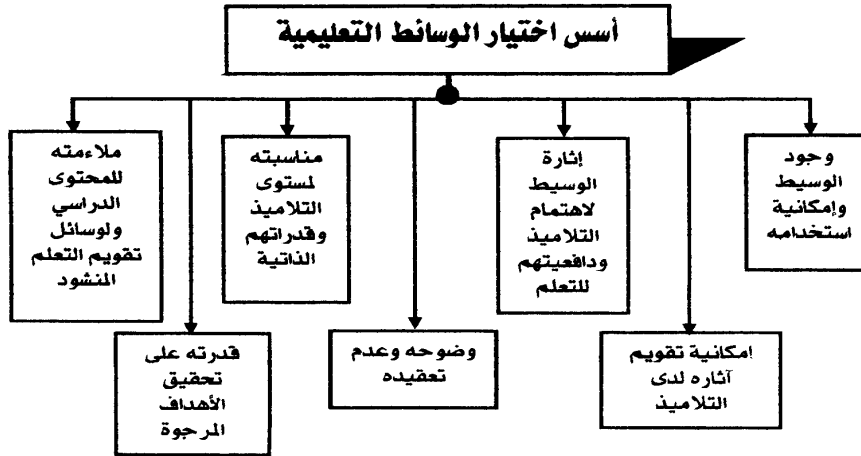 أسس اختيار الوسائط التعليمية
وجود
الوسيط
وإمكانية
استخدامه
إثارة
الوسيط
لاهتمام
التلاميذ
ودافعيتهم
للتعلم
مناسبته
لمستوى
التلاميذ
وقدراتهم
الذاتية
ملاءمته
للمحتوى
الدراسي
ولوسائل
تقويم التعلم
المنشود
إمكانية تقويم
آثاره لدى
التلاميذ
وضوحه وعدم
تعقيده
قدرته على
تحقيق
الأهداف
المرجوة